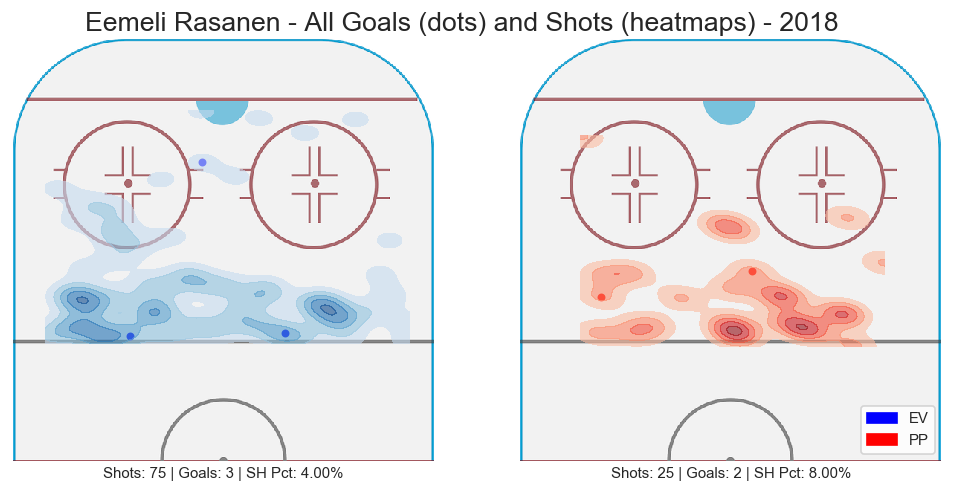 Eemeli Rasanen - All Goals (dots) and Shots (heatmaps) - 2018
EV
PP
Shots: 75 | Goals: 3 | SH Pct: 4.00%
Shots: 25 | Goals: 2 | SH Pct: 8.00%